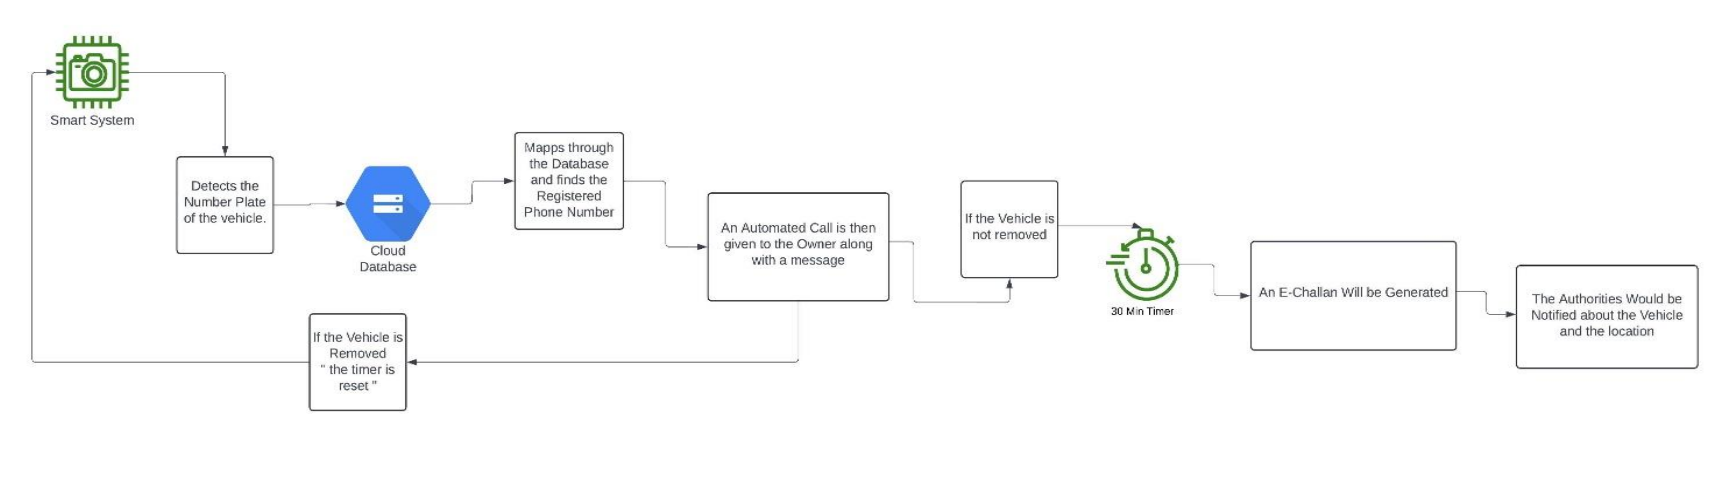 Smart System
Detects the
Number Plate
of the vehicle.
Cloud
Database
Mapps through
the Database
and finds the
Registered
Phone Number
An Automated Call is then
given to the Owner along
with a message
If the Vehicle is
not removed
30 Min Timer
An E-Challan Will be Generated
The Authorities Would be
Notified about the Vehicle
and the location
If the Vehicle is
Removed
" the timer is
reset "